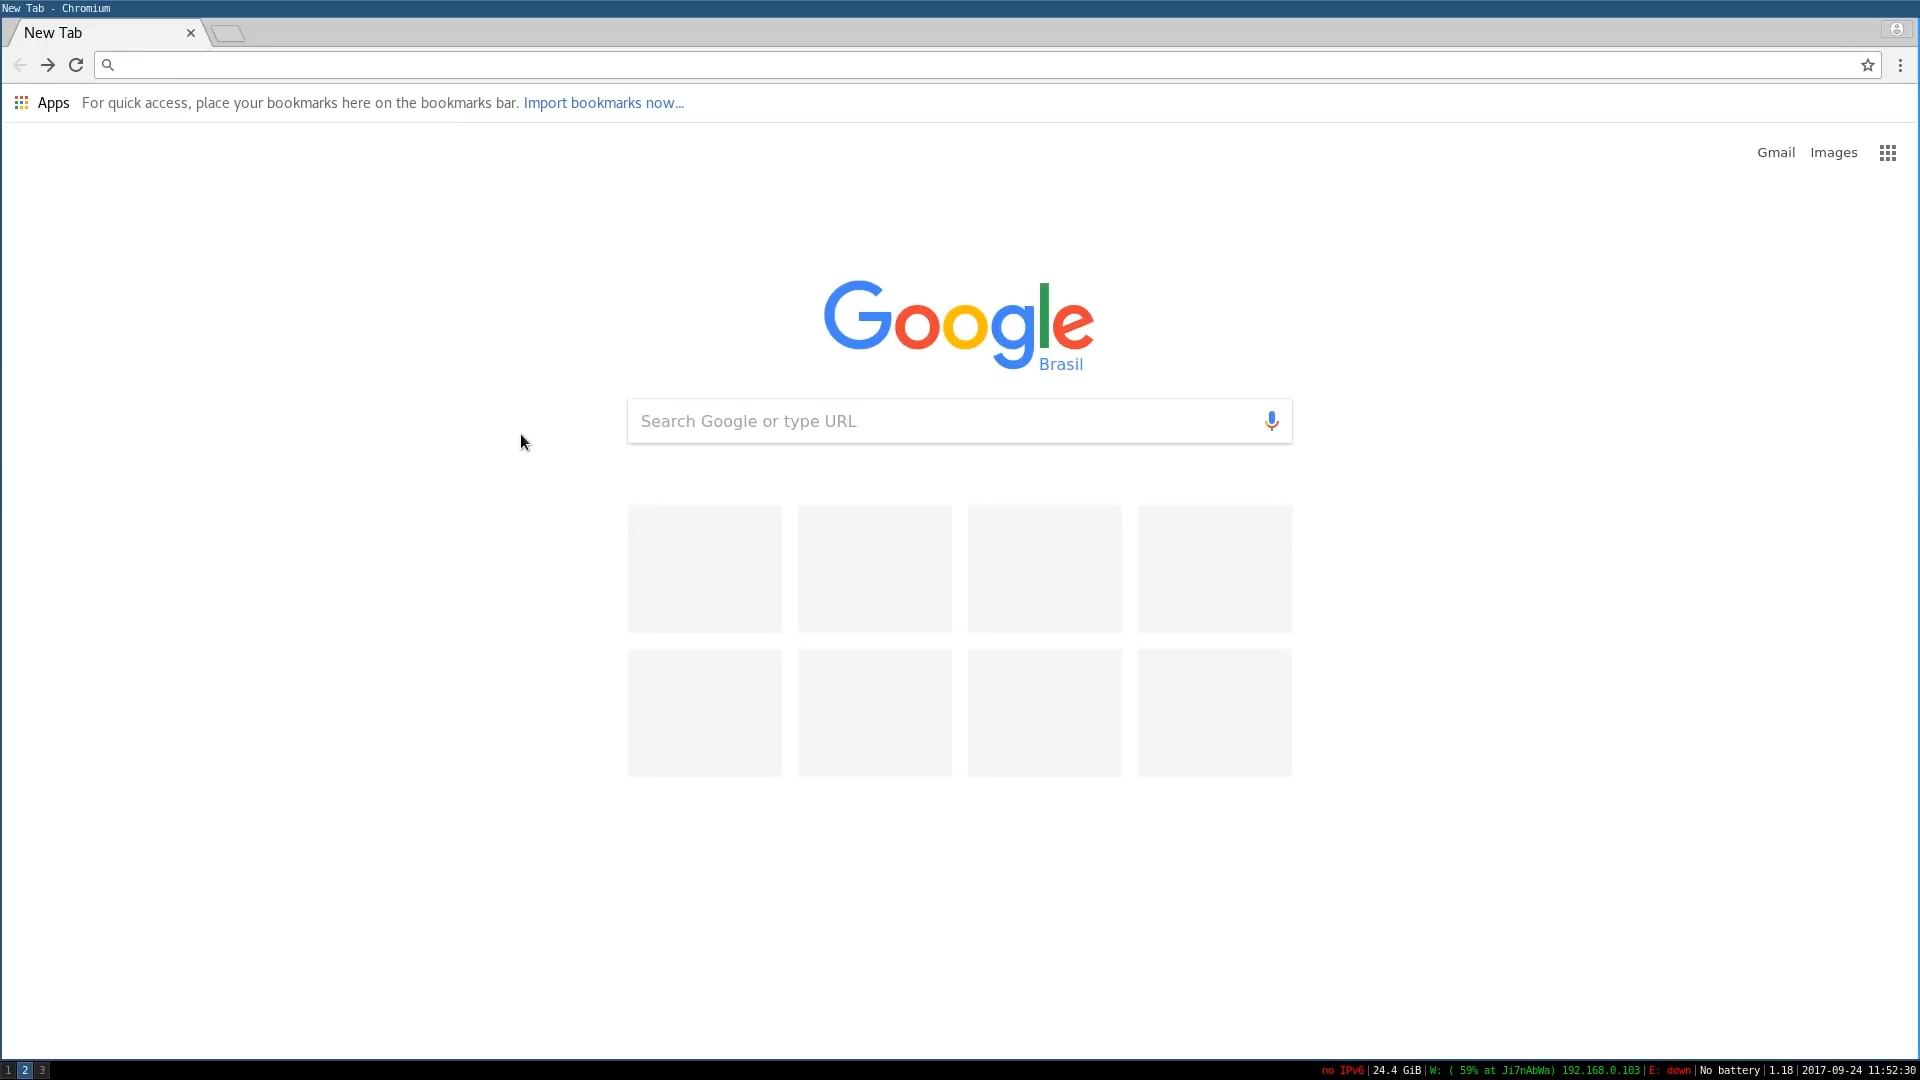 New Tab - Chromium
New Tab
Apps For quick access, place your bookmarks here on the bookmarks bar. Import bookmarks now...
Gmail Images
Google
Brasil
Search Google or type URL
1 2 3 no IPv6|24.4 GiB|W: ( 59% at Ji7nAbWa) 192.168.0.103|E: down|No battery|1.18|2017-09-24 11:52:30